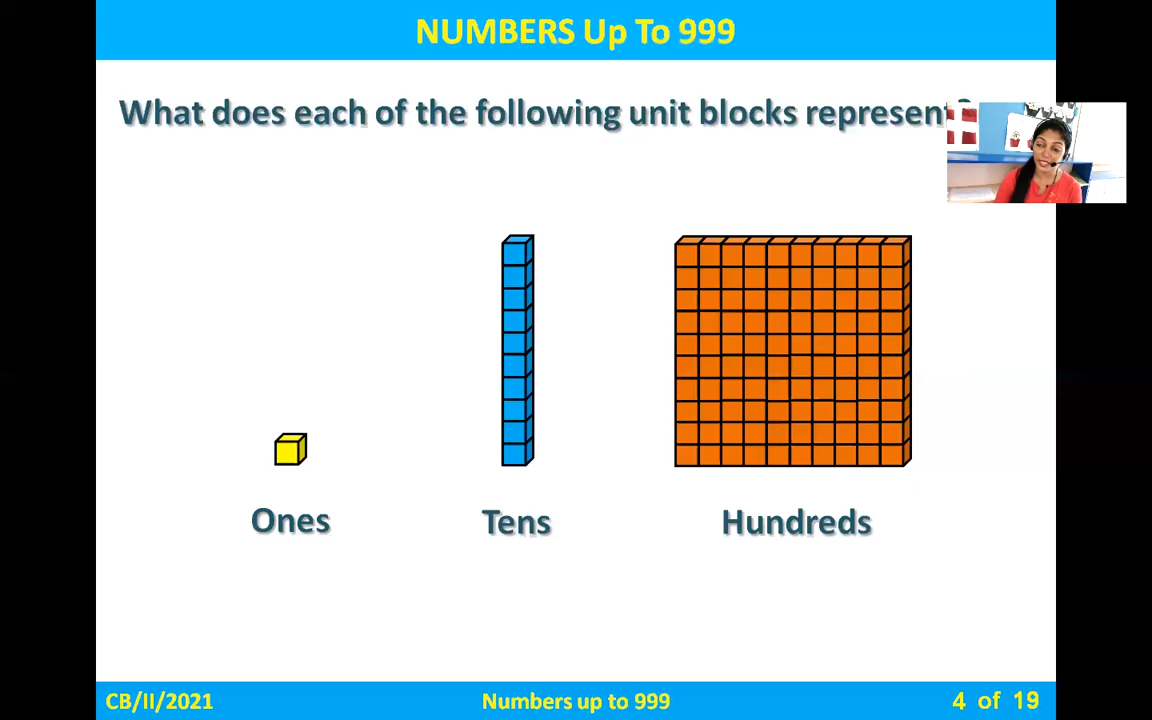 NUMBERS Up To 999
What does each of the following unit blocks represent?
Ones Tens Hundreds
CB/II/2021 Numbers up to 999 4 of 19